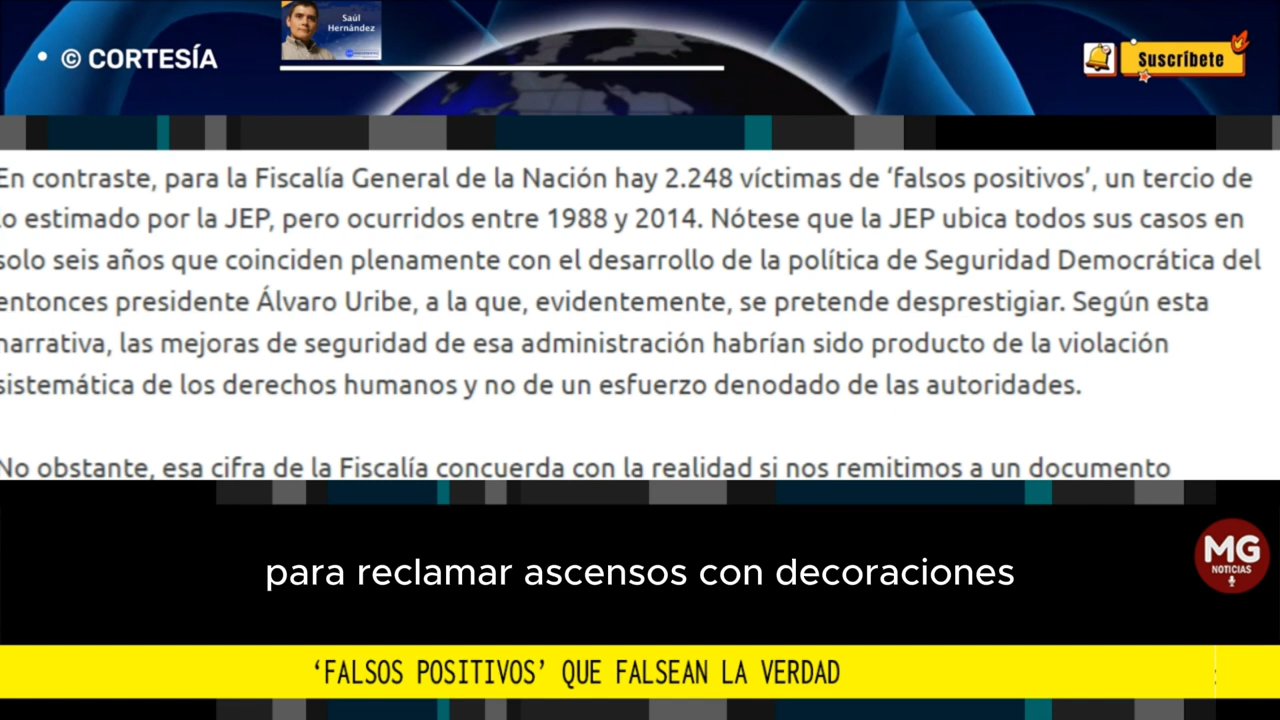 Saúl
Hernández
• © CORTESÍA
Suscríbete
En contraste, para la Fiscalía General de la Nación hay 2.248 víctimas de ‘falsos positivos’, un tercio de
lo estimado por la JEP, pero ocurridos entre 1988 y 2014. Nótese que la JEP ubica todos sus casos en
solo seis años que coinciden plenamente con el desarrollo de la política de Seguridad Democrática del
entonces presidente Álvaro Uribe, a la que, evidentemente, se pretende desprestigiar. Según esta
narrativa, las mejoras de seguridad de esa administración habrían sido producto de la violación
sistemática de los derechos humanos y no de un esfuerzo denodado de las autoridades.
No obstante, esa cifra de la Fiscalía concuerda con la realidad si nos remitimos a un documento
MG
NOTICIAS
para reclamar ascensos con decoraciones
‘FALSOS POSITIVOS’ QUE FALSEAN LA VERDAD